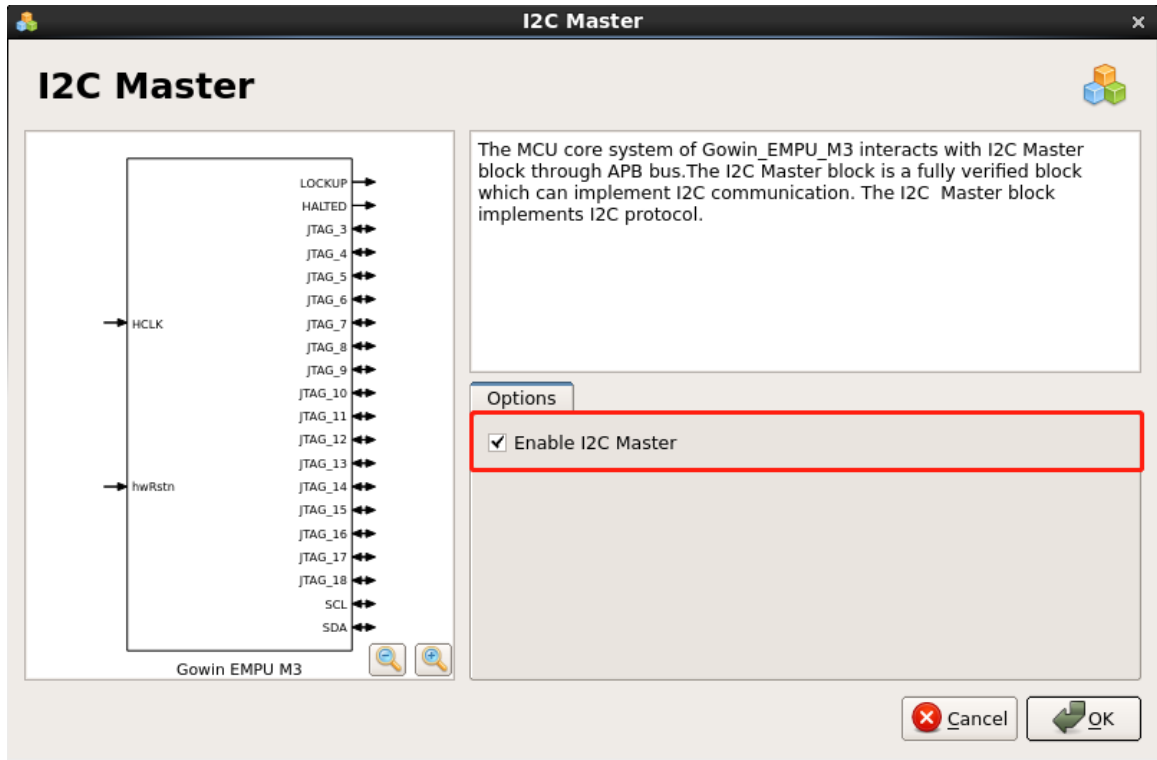 I2C Master
I2C Master
LOCKUP
HALTED
JTAG_3
JTAG_4
JTAG_5
JTAG_6
HCLK JTAG_7
JTAG_8
JTAG_9
JTAG_10
JTAG_11
JTAG_12
JTAG_13
hwRstn JTAG_14
JTAG_15
JTAG_16
JTAG_17
JTAG_18
SCL
SDA
Gowin EMPU M3
The MCU core system of Gowin_EMPU_M3 interacts with I2C Master
block through APB bus.The I2C Master block is a fully verified block
which can implement I2C communication. The I2C  Master block
implements I2C protocol.
Options
Enable I2C Master
Cancel
OK